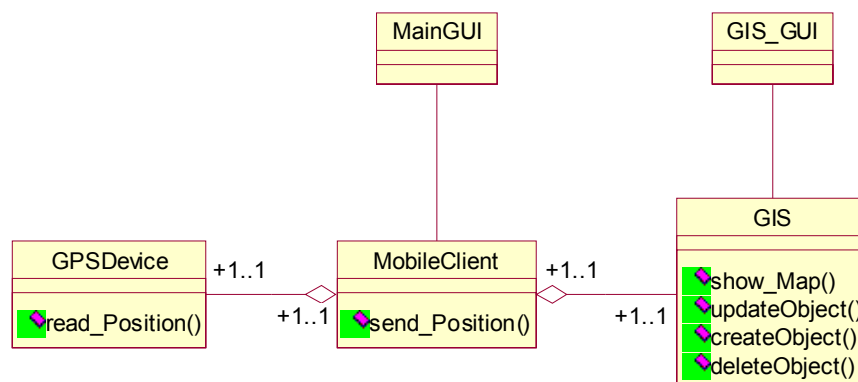 MainGUI
GIS_GUI
GPSDevice
read_Position()
+1..1
+1..1
MobileClient
send_Position()
+1..1
+1..1
GIS
show_Map()
updateObject()
createObject()
deleteObject()